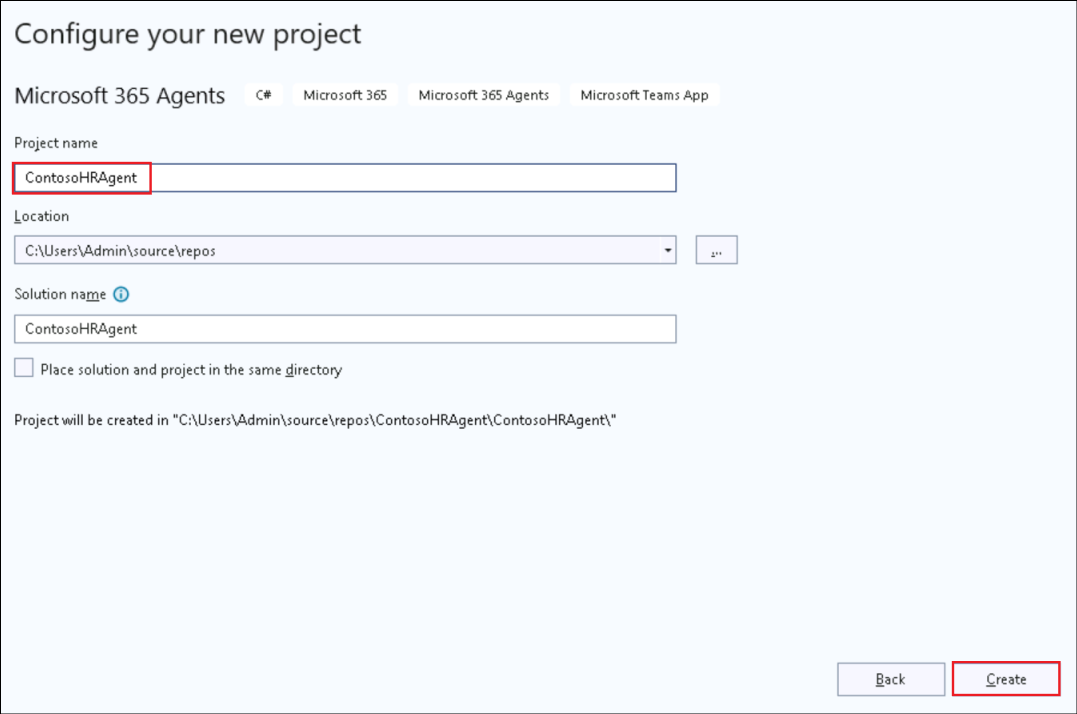 Configure your new project
Microsoft 365 Agents C# Microsoft 365 Microsoft 365 Agents Microsoft Teams App
Project name
ContosoHRAgent
Location
C:\Users\Admin\source\repos
...
Solution name
ContosoHRAgent
Place solution and project in the same directory
Project will be created in "C:\Users\Admin\source\repos\ContosoHRAgent\ContosoHRAgent\"
Back Create